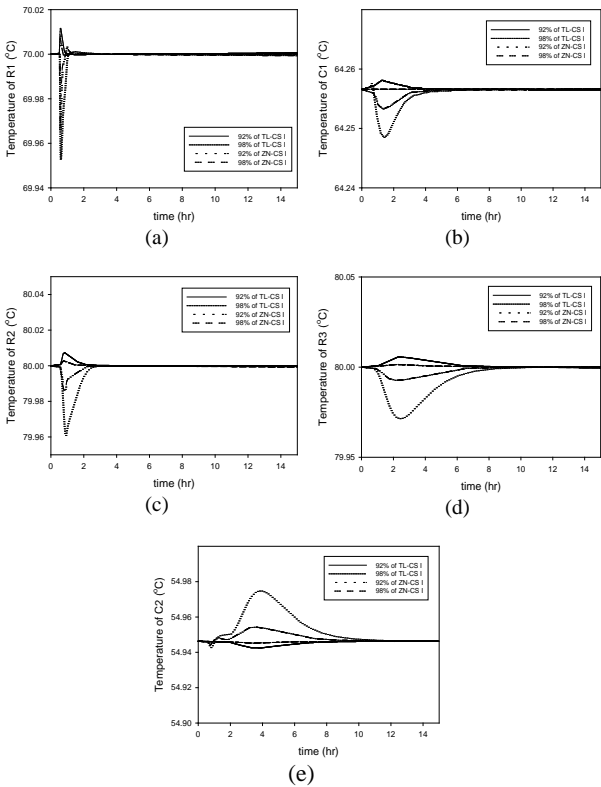 70.02
70.00
69.98
69.96
69.94
Temperature of R1 (°C)
92% of TL-CS I
98% of TL-CS I
92% of ZN-CS I
98% of ZN-CS I
0 2 4 6 8 10 12 14
time (hr)
(a)
64.26
64.25
64.24
Temperature of C1 (°C)
92% of TL-CS I
98% of TL-CS I
92% of ZN-CS I
98% of ZN-CS I
0 2 4 6 8 10 12 14
time (hr)
(b)
80.04
80.02
80.00
79.98
79.96
Temperature of R2 (°C)
92% of TL-CS I
98% of TL-CS I
92% of ZN-CS I
98% of ZN-CS I
0 2 4 6 8 10 12 14
time (hr)
(c)
80.05
80.00
79.95
Temperature of R3 (°C)
92% of TL-CS I
98% of TL-CS I
92% of ZN-CS I
98% of ZN-CS I
0 2 4 6 8 10 12 14
time (hr)
(d)
54.98
54.96
54.94
54.92
54.90
Temperature of C2 (°C)
92% of TL-CS I
98% of TL-CS I
92% of ZN-CS I
98% of ZN-CS I
0 2 4 6 8 10 12 14
time (hr)
(e)